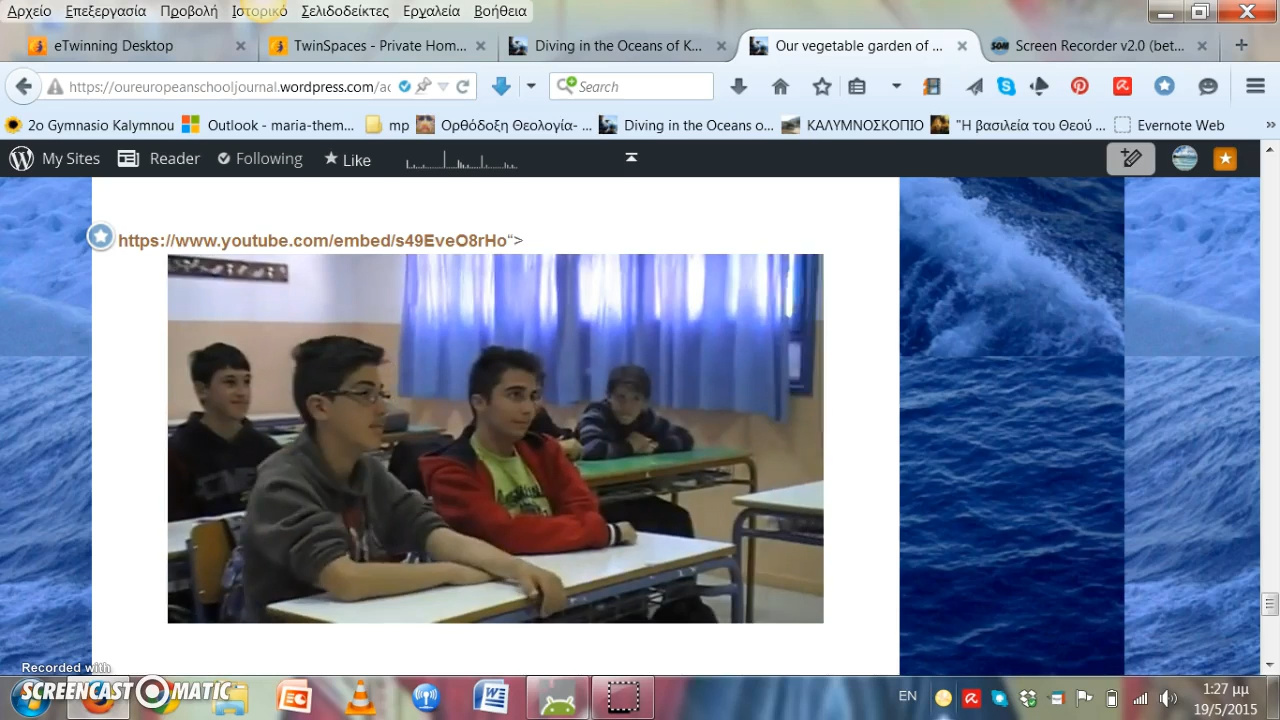 Αρχείο Επεξεργασία Προβολή Ιστορικό Σελιδοδείκτες Εργαλεία Βοήθεια
eTwinning Desktop TwinSpaces - Private Hom... Diving in the Oceans of K... Our vegetable garden of ... Screen Recorder v2.0 (bet...
https://oureuropeanschooljournal.wordpress.com/3 Search
2ο Gymnasio Kalymnou Outlook - maria-them... mp Ορθόδοξη Θεολογία- ... Diving in the Oceans o... ΚΑΛΥΜΝΟΣΚΟΠΙΟ "Η βασιλεία του Θεού ... Evernote Web »
My Sites Reader Following Like
https://www.youtube.com/embed/s49EveO8rHo“>
Recorded with
SCREENCAST MATIC
EN 1:27 μμ
19/5/2015